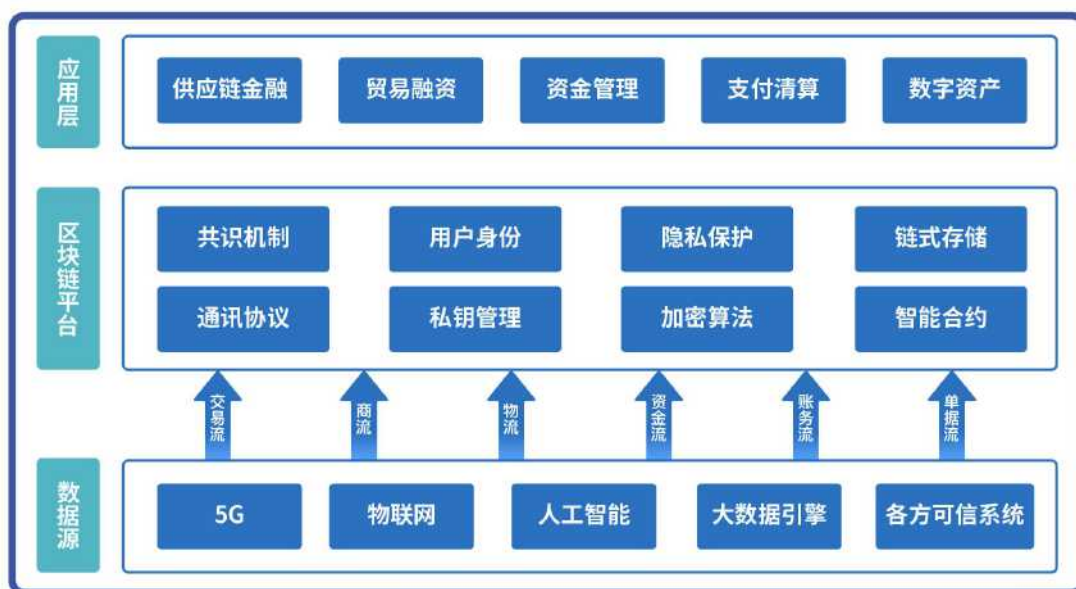 应用层
供应链金融
贸易融资
资金管理
支付清算
数字资产
区块链平台
共识机制
用户身份
隐私保护
链式存储
通讯协议
私钥管理
加密算法
智能合约
交易流
商流
物流
资金流
账务流
单据流
数据源
5G
物联网
人工智能
大数据引擎
各方可信系统